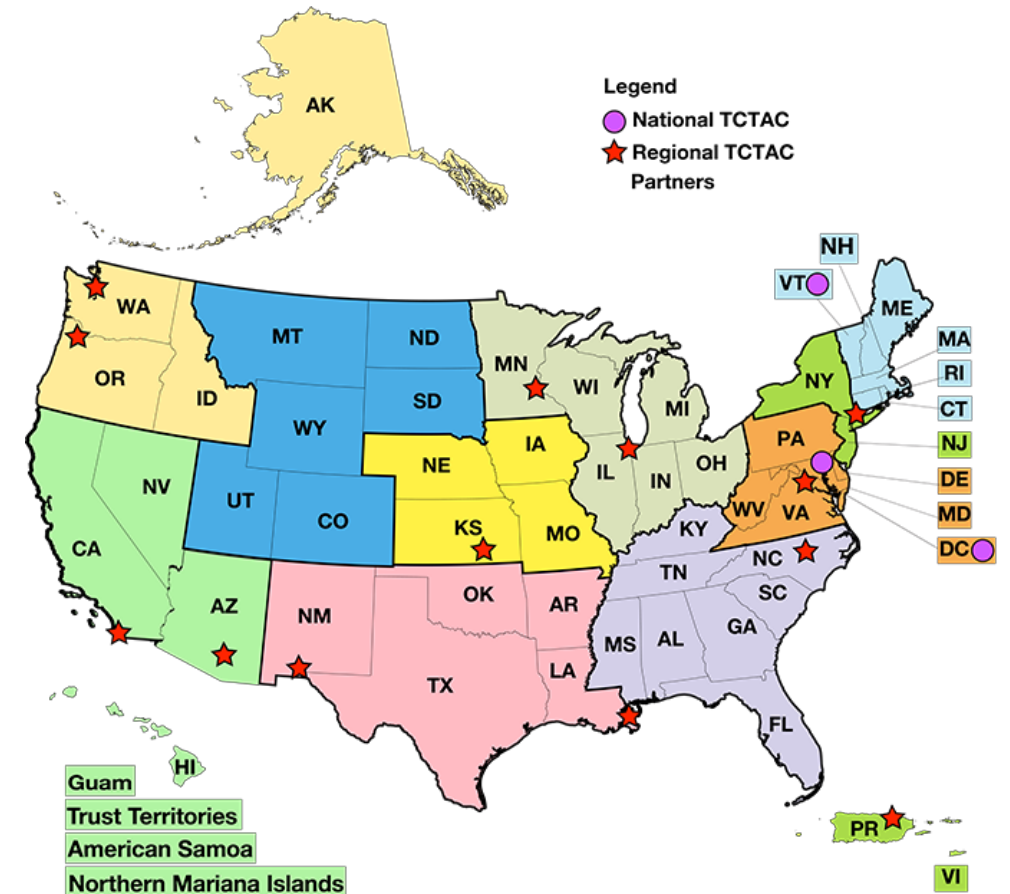 AK
Legend
National TCTAC
Regional TCTAC
Partners
NH
VT
ME
WA
MT
ND
MN
MA
OR
ID
SD
WI
MI
NY
RI
CT
WY
IA
PA
NJ
NE
IL
IN
OH
DE
NV
UT
CO
KS
MO
WV
VA
MD
CA
KY
DC
NC
TN
AZ
NM
OK
AR
SC
MS
AL
GA
TX
LA
FL
HI
Guam
Trust Territories
American Samoa
Northern Mariana Islands
PR
VI